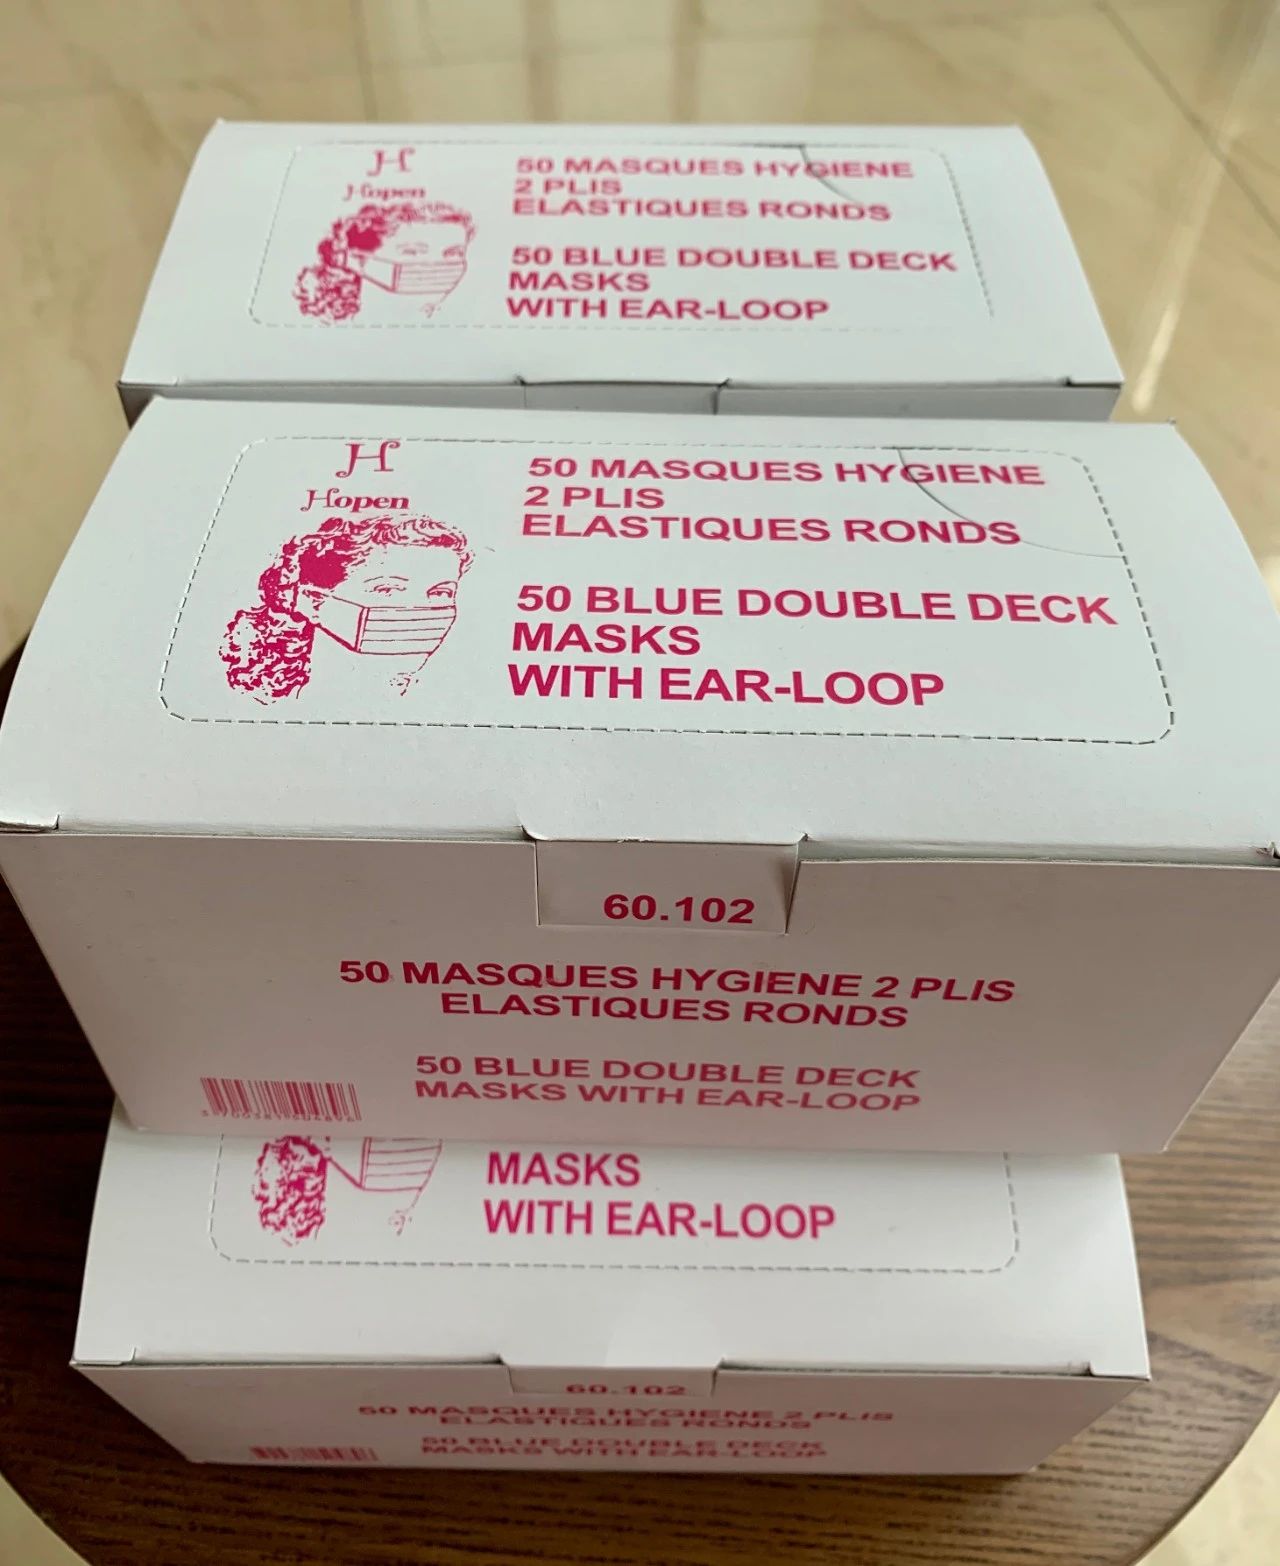 H
Hopen
50 MASQUES HYGIENE
2 PLIS
ELASTIQUES RONDS
50 BLUE DOUBLE DECK
MASKS
WITH EAR-LOOP
H
Hopen
50 MASQUES HYGIENE
2 PLIS
ELASTIQUES RONDS
50 BLUE DOUBLE DECK
MASKS
WITH EAR-LOOP
60.102
50 MASQUES HYGIENE 2 PLIS
ELASTIQUES RONDS
50 BLUE DOUBLE DECK
MASKS WITH EAR-LOOP
MASKS
WITH EAR-LOOP
60.102
50 MASQUES HYGIENE 2 PLIS
ELASTIQUES RONDS
50 BLUE DOUBLE DECK
MASKS WITH EAR-LOOP